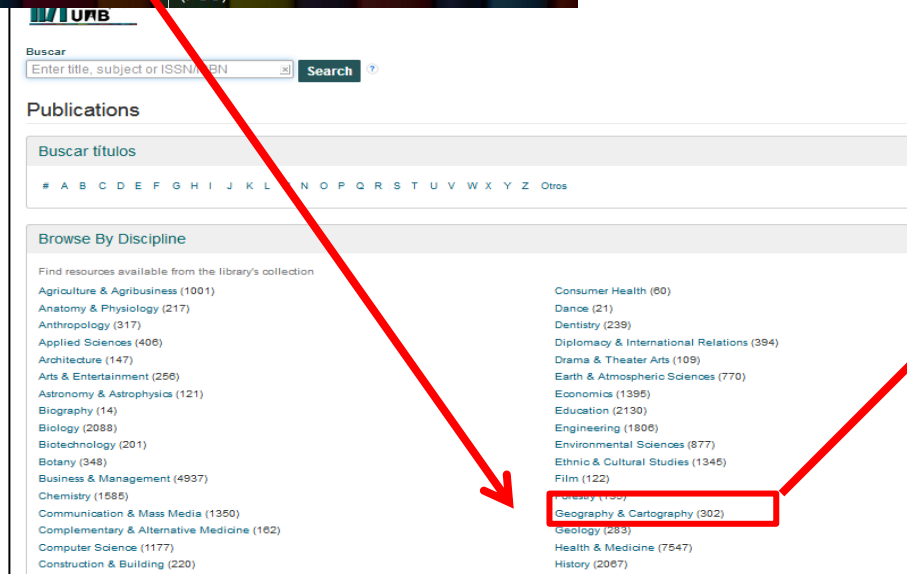 UAB
Buscar
Enter title, subject or ISSN/ISBN Search ?
Publications
Buscar títulos
# A B C D E F G H I J K L N O P Q R S T U V W X Y Z Otros
Browse By Discipline
Find resources available from the library's collection
Agriculture & Agribusiness (1001)
Anatomy & Physiology (217)
Anthropology (317)
Applied Sciences (406)
Architecture (147)
Arts & Entertainment (256)
Astronomy & Astrophysics (121)
Biography (14)
Biology (2088)
Biotechnology (201)
Botany (348)
Business & Management (4937)
Chemistry (1585)
Communication & Mass Media (1350)
Complementary & Alternative Medicine (162)
Computer Science (1177)
Construction & Building (220)
Consumer Health (60)
Dance (21)
Dentistry (239)
Diplomacy & International Relations (394)
Drama & Theater Arts (109)
Earth & Atmospheric Sciences (770)
Economics (1395)
Education (2130)
Engineering (1806)
Environmental Sciences (877)
Ethnic & Cultural Studies (1345)
Film (122)
Forestry
Geography & Cartography (302)
Geology (283)
Health & Medicine (7547)
History (2067)